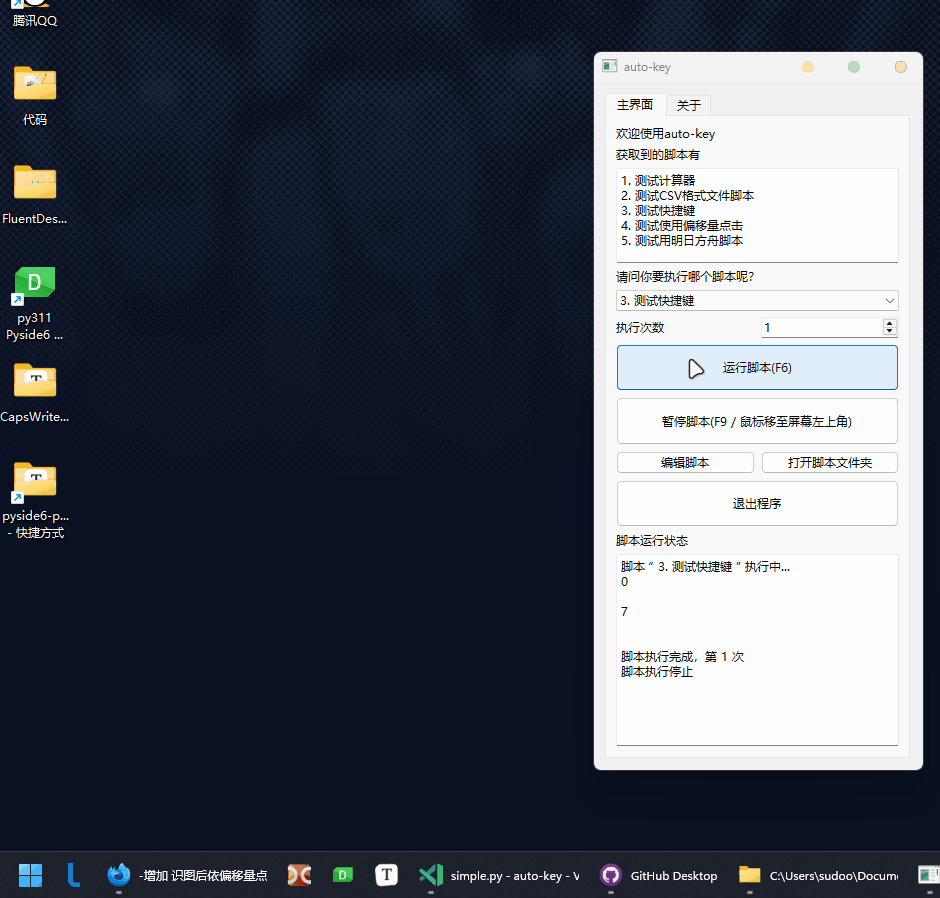 腾讯QQ
代码
FluentDes...
D
py311
Pyside6 ...
T
CapsWrite...
T
pyside6-p...
- 快捷方式
auto-key
主界面 关于
欢迎使用auto-key
获取到的脚本有
1. 测试计算器
2. 测试CSV格式文件脚本
3. 测试快捷键
4. 测试使用偏移量点击
5. 测试用明日方舟脚本
请问你要执行哪个脚本呢?
3. 测试快捷键
执行次数 1
运行脚本(F6)
暂停脚本(F9 / 鼠标移至屏幕左上角)
编辑脚本 打开脚本文件夹
退出程序
脚本运行状态
脚本 “ 3. 测试快捷键 ” 执行中...
0
7
脚本执行完成，第 1 次
脚本执行停止
-增加 识图后依偏移量点 D T simple.py - auto-key - V GitHub Desktop C:\Users\sudoo\Docum